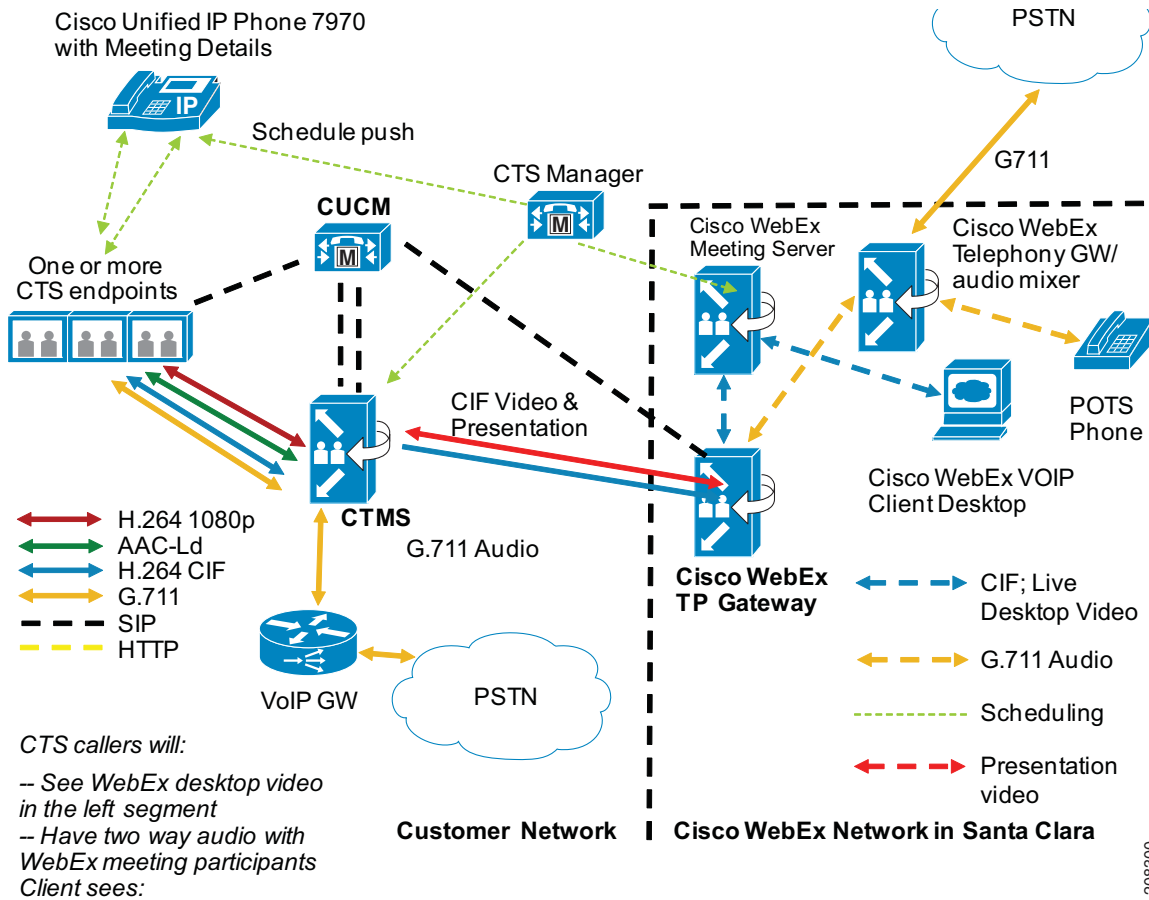 Cisco Unified IP Phone 7970
with Meeting Details
IP
Schedule push
PSTN
G711
CTS Manager
M
CUCM
M
Cisco WebEx
Meeting Server
Cisco WebEx
Telephony GW/
audio mixer
One or more
CTS endpoints
CIF Video &
Presentation
POTS
Phone
Cisco WebEx VOIP
Client Desktop
CTMS
G.711 Audio
Cisco WebEx
TP Gateway
H.264 1080p
AAC-Ld
H.264 CIF
G.711
SIP
HTTP
VoIP GW
PSTN
CIF; Live
Desktop Video
G.711 Audio
Scheduling
Presentation
video
CTS callers will:
-- See WebEx desktop video
in the left segment
-- Have two way audio with
WebEx meeting participants
Client sees:
Customer Network
Cisco WebEx Network in Santa Clara